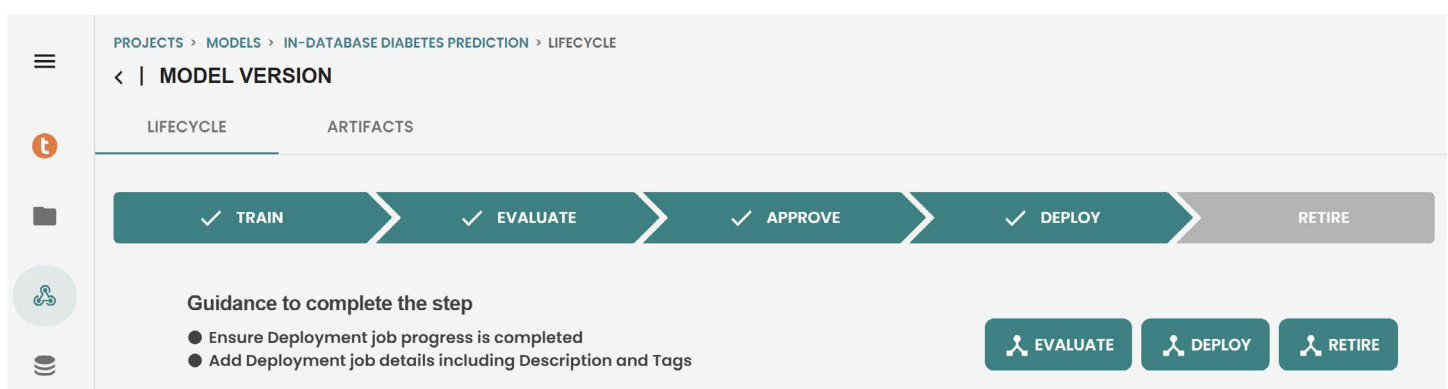 PROJECTS > MODELS > IN-DATABASE DIABETES PREDICTION > LIFECYCLE
< | MODEL VERSION
LIFECYCLE ARTIFACTS
t
TRAIN EVALUATE APPROVE DEPLOY RETIRE
Guidance to complete the step
● Ensure Deployment job progress is completed
● Add Deployment job details including Description and Tags
EVALUATE DEPLOY RETIRE